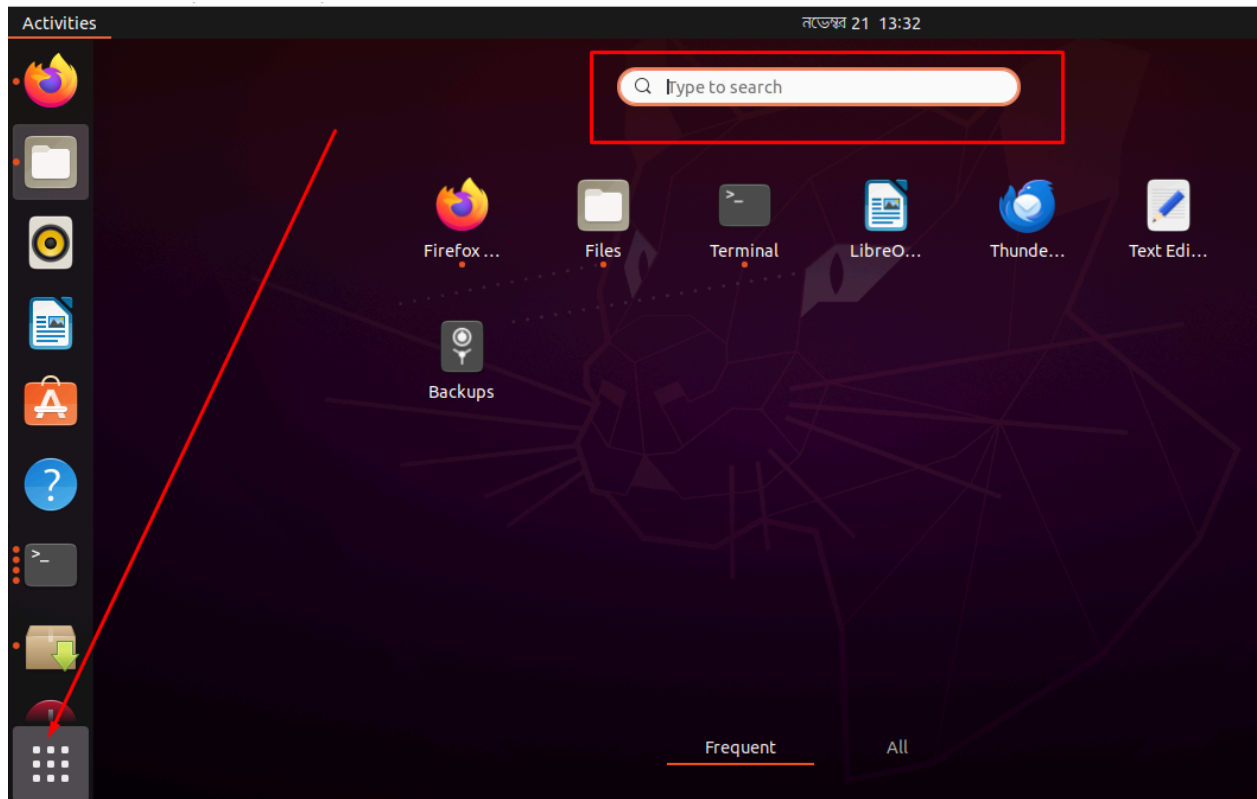 Activities
নভেম্বর 21 13:32
Type to search
Firefox ...
Files
Terminal
LibreO...
Thunde...
Text Edi...
Backups
Frequent
All